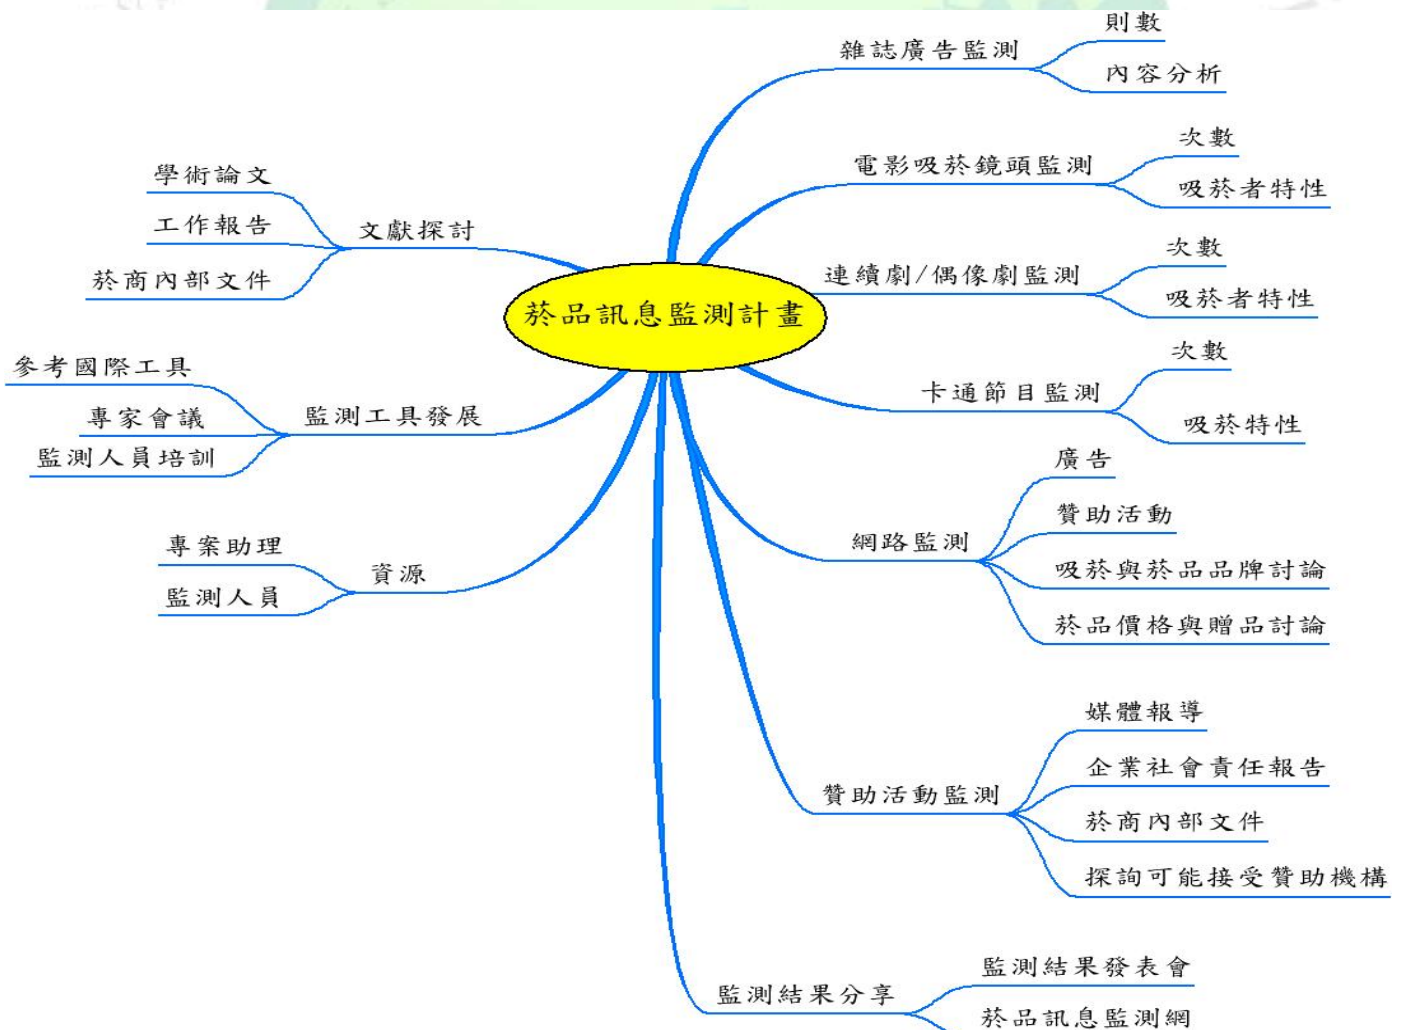 菸品訊息監測計畫
文獻探討
學術論文
工作報告
菸商內部文件
監測工具發展
參考國際工具
專家會議
監測人員培訓
資源
專案助理
監測人員
雜誌廣告監測
則數
內容分析
電影吸菸鏡頭監測
次數
吸菸者特性
連續劇/偶像劇監測
次數
吸菸者特性
卡通節目監測
次數
吸菸特性
網路監測
廣告
贊助活動
吸菸與菸品品牌討論
菸品價格與贈品討論
贊助活動監測
媒體報導
企業社會責任報告
菸商內部文件
探詢可能接受贊助機構
監測結果分享
監測結果發表會
菸品訊息監測網